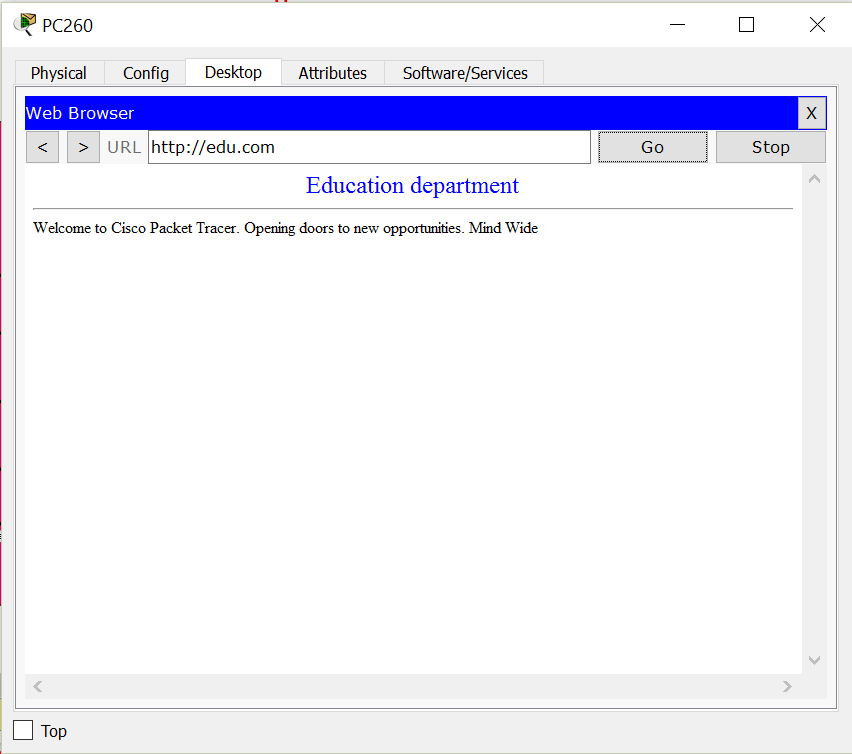 PC260
Physical Config Desktop Attributes Software/Services
Web Browser X
< > URL http://edu.com Go Stop
Education department
Welcome to Cisco Packet Tracer. Opening doors to new opportunities. Mind Wide
Top